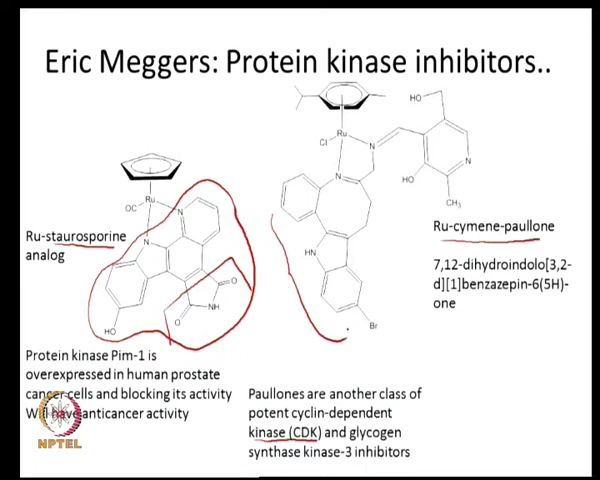 Eric Meggers: Protein kinase inhibitors..
HO
Ru
Cl
N
N
N
HO
CH3
HN
Br
Ru
OC
N
N
O
O
NH
HO
Ru-staurosporine
analog
Ru-cymene-paullone
7,12-dihydroindolo[3,2-
d][1]benzazepin-6(5H)-
one
Protein kinase Pim-1 is
overexpressed in human prostate
cancer cells and blocking its activity
Will have anticancer activity
Paullones are another class of
potent cyclin-dependent
kinase (CDK) and glycogen
synthase kinase-3 inhibitors
NPTEL